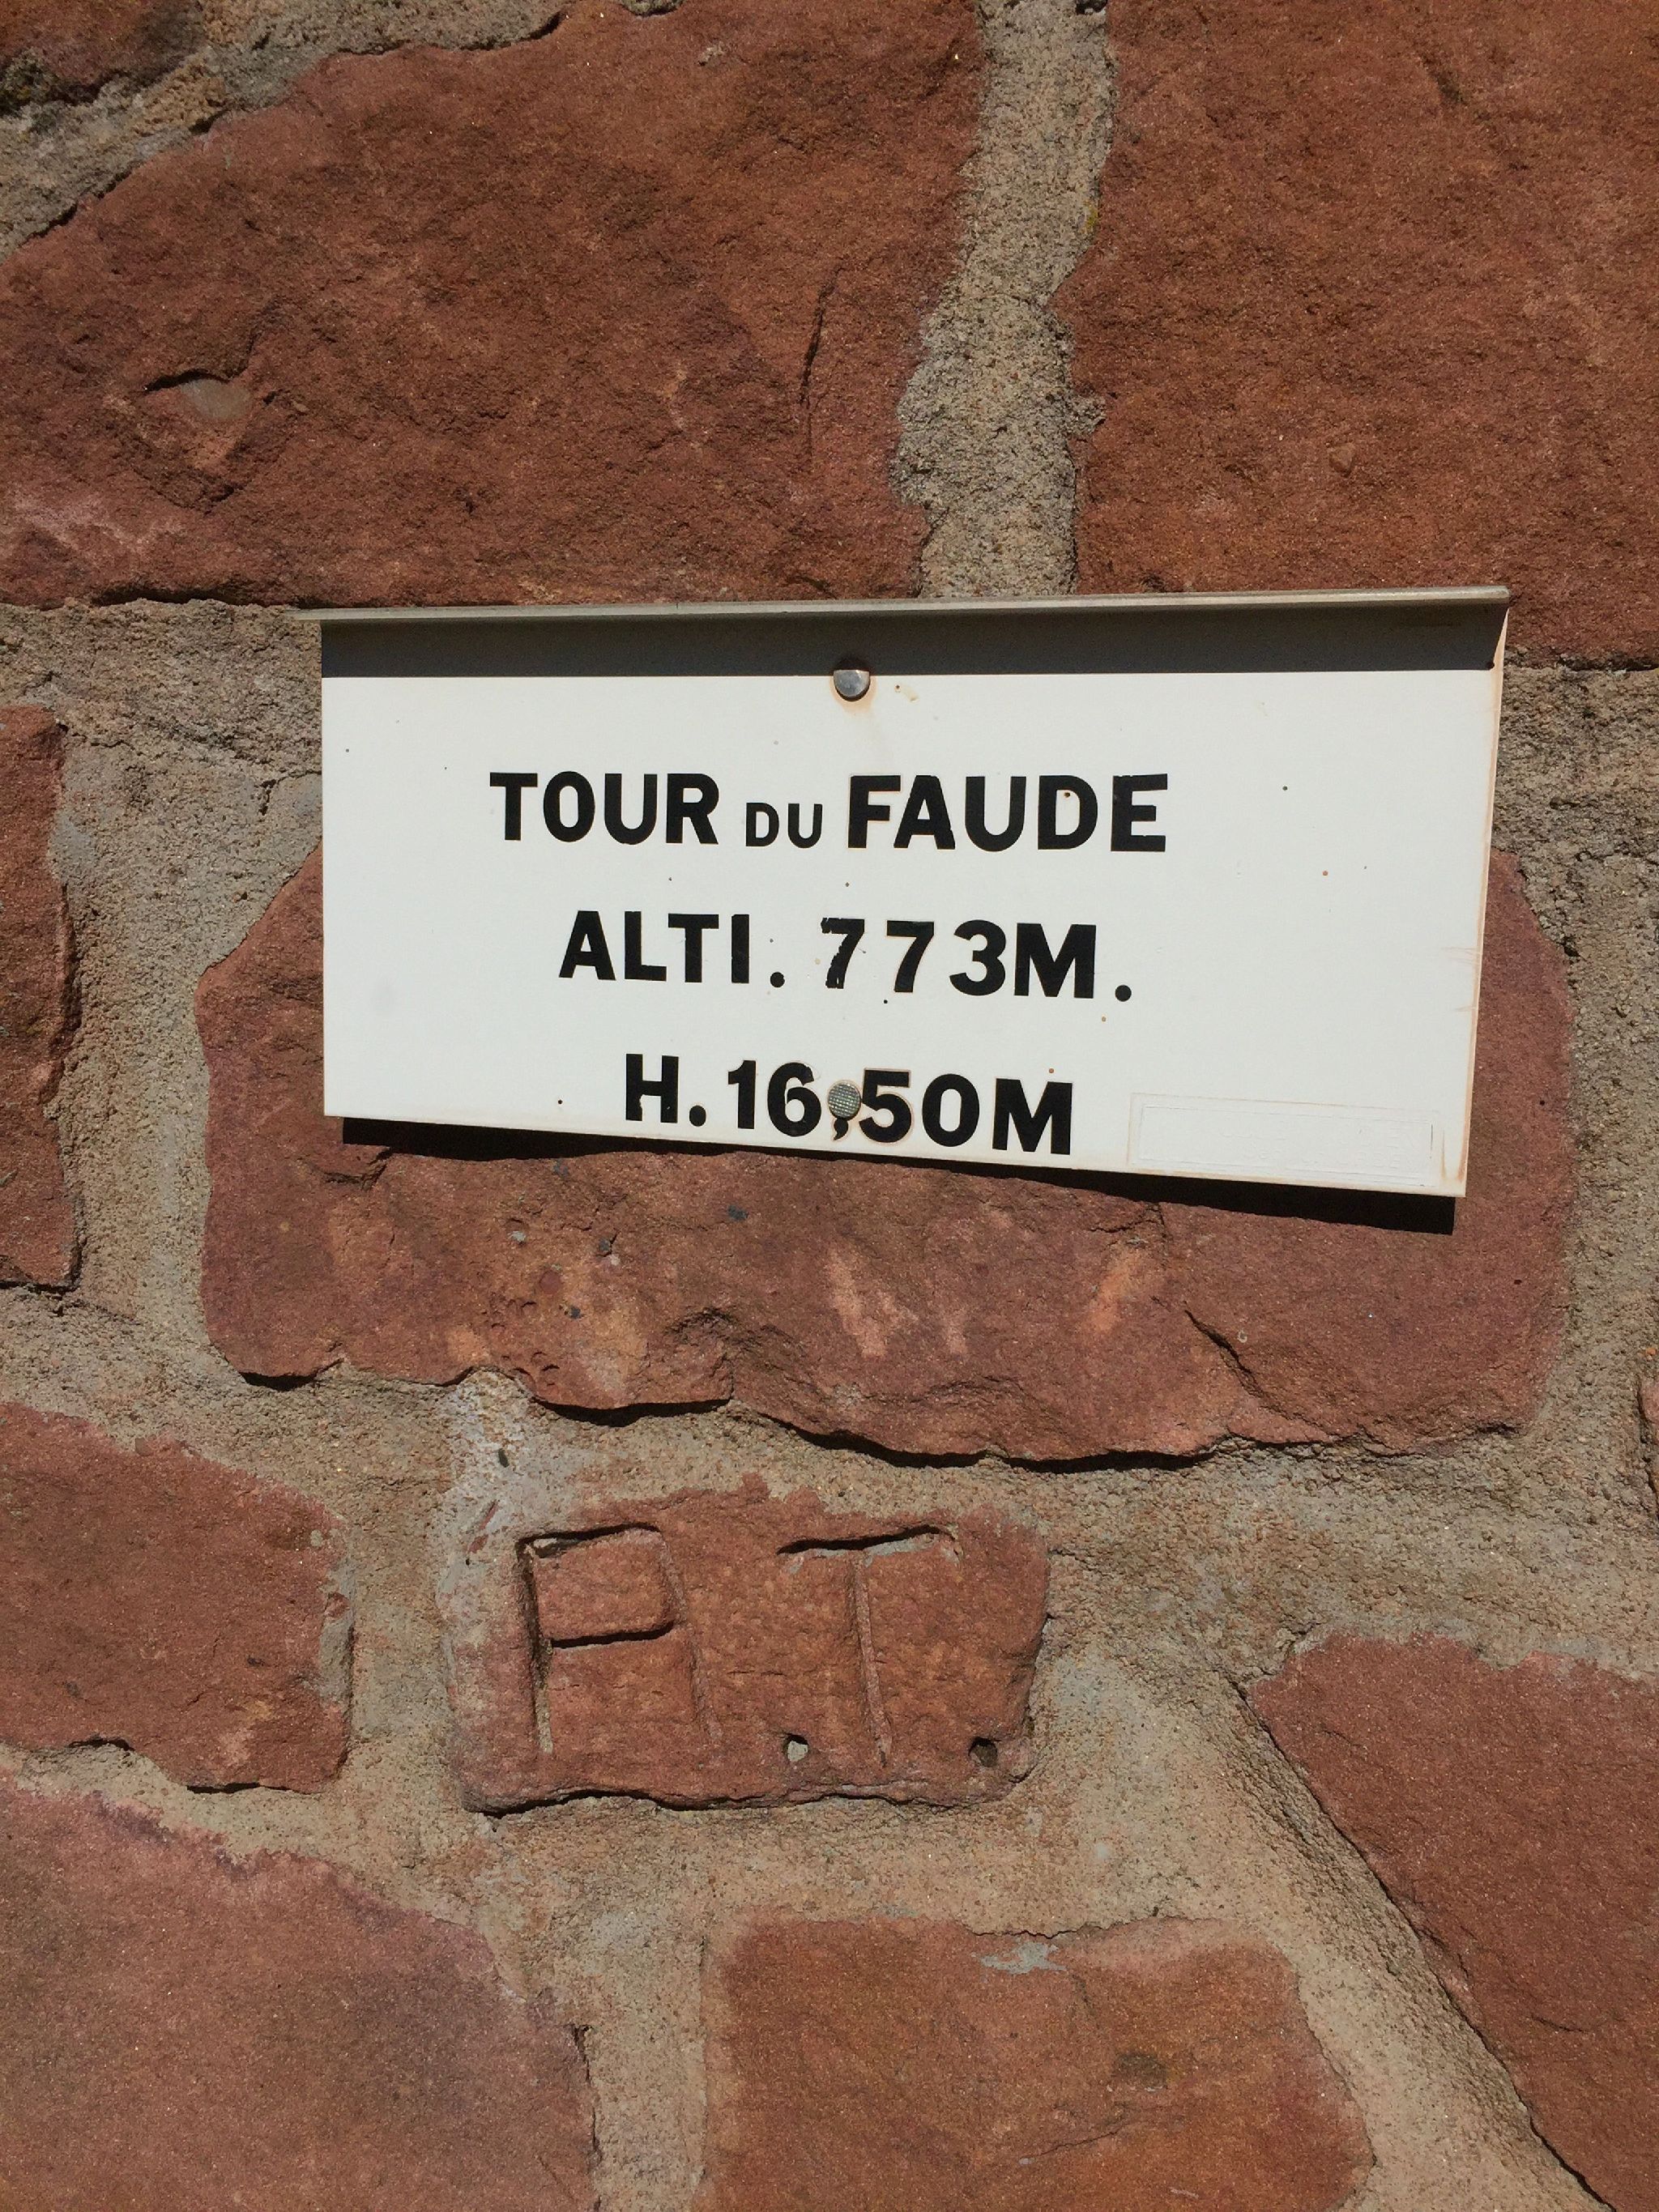 TOUR DU FAUDE
ALTI. 773M.
H. 16,50M
A.T.